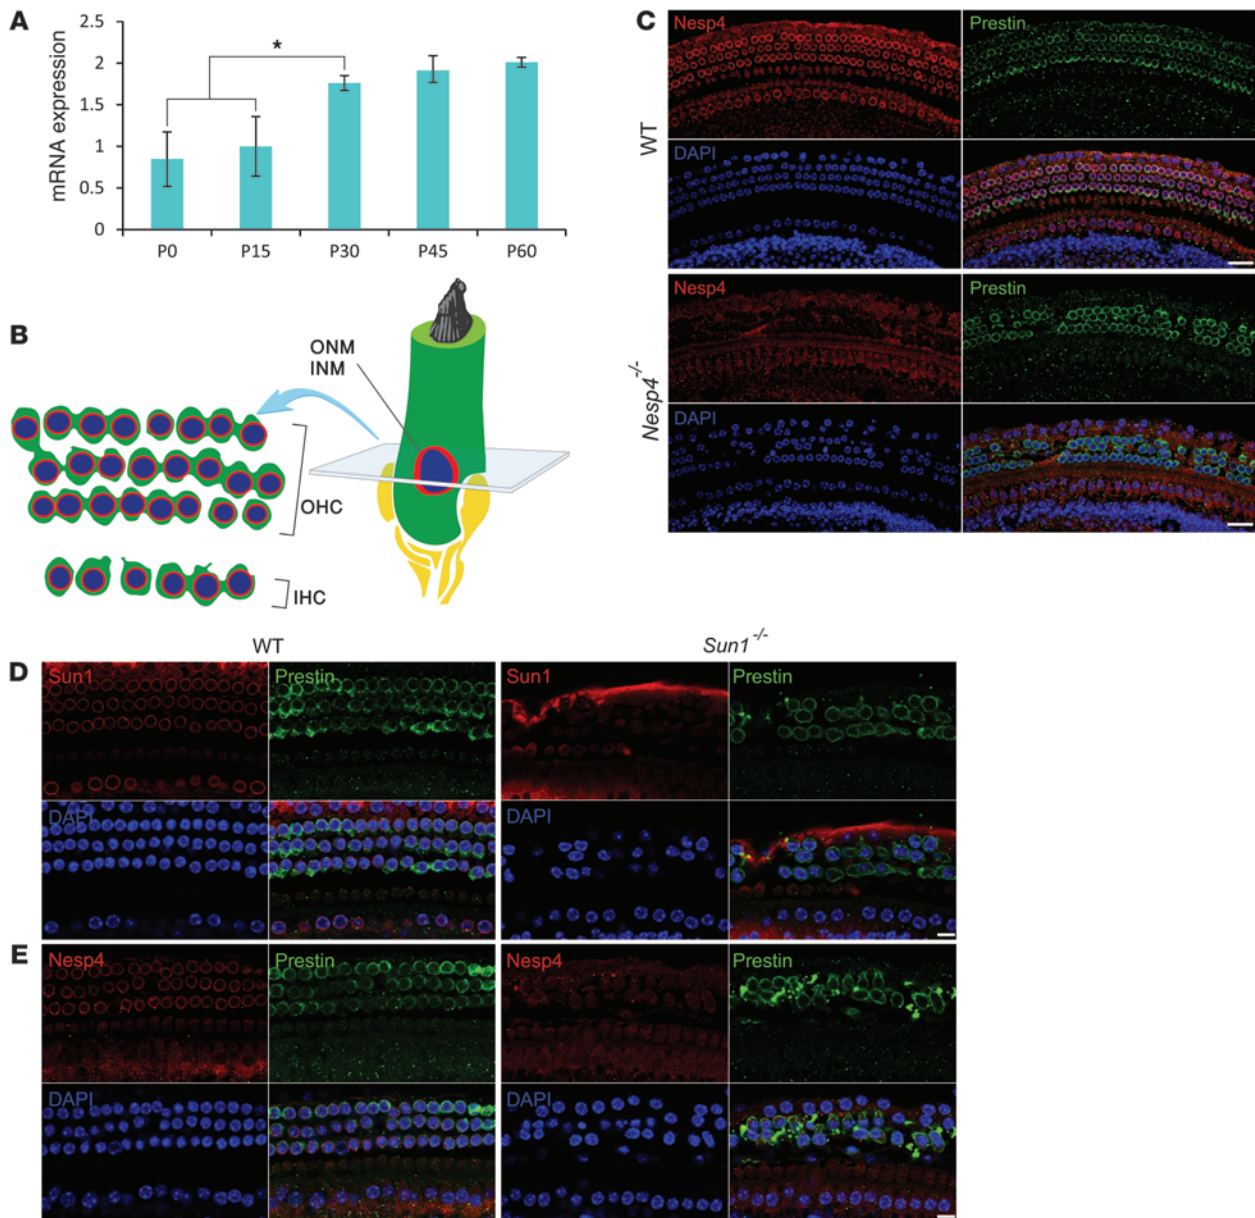 A
mRNA expression
2.5
2
1.5
1
0.5
0
*
P0 P15 P30 P45 P60
B
ONM
INM
OHC
IHC
C
WT
Nesp4 Prestin
DAPI
Nesp4-/-
Nesp4 Prestin
DAPI
WT Sun1-/-
D
Sun1 Prestin Sun1 Prestin
DAPI DAPI
E
Nesp4 Prestin Nesp4 Prestin
DAPI DAPI